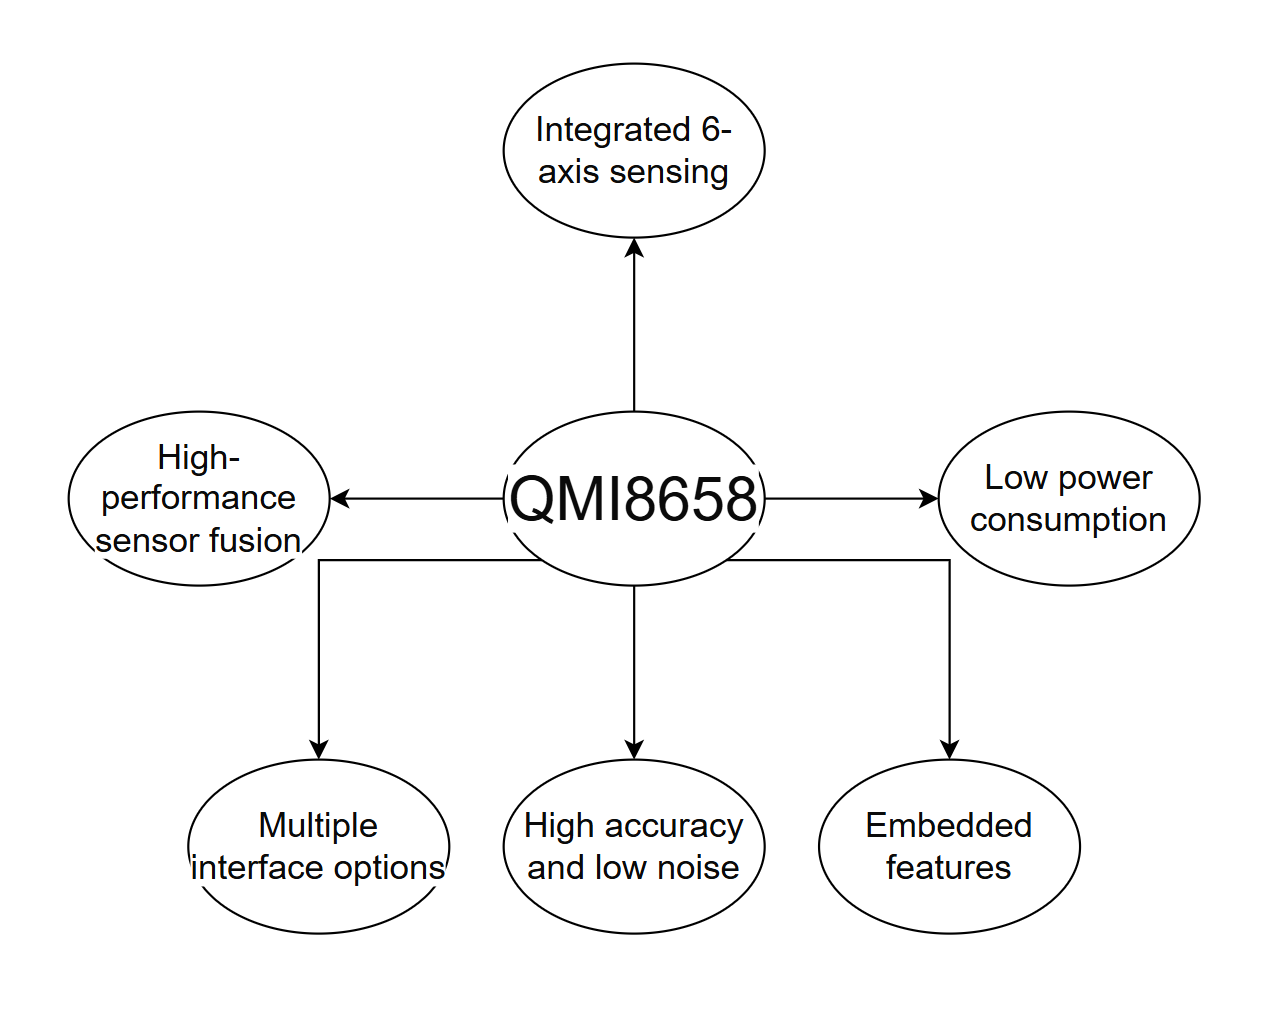 Integrated 6-
axis sensing
High-
performance
sensor fusion
QMI8658
Low power
consumption
Multiple
interface options
High accuracy
and low noise
Embedded
features